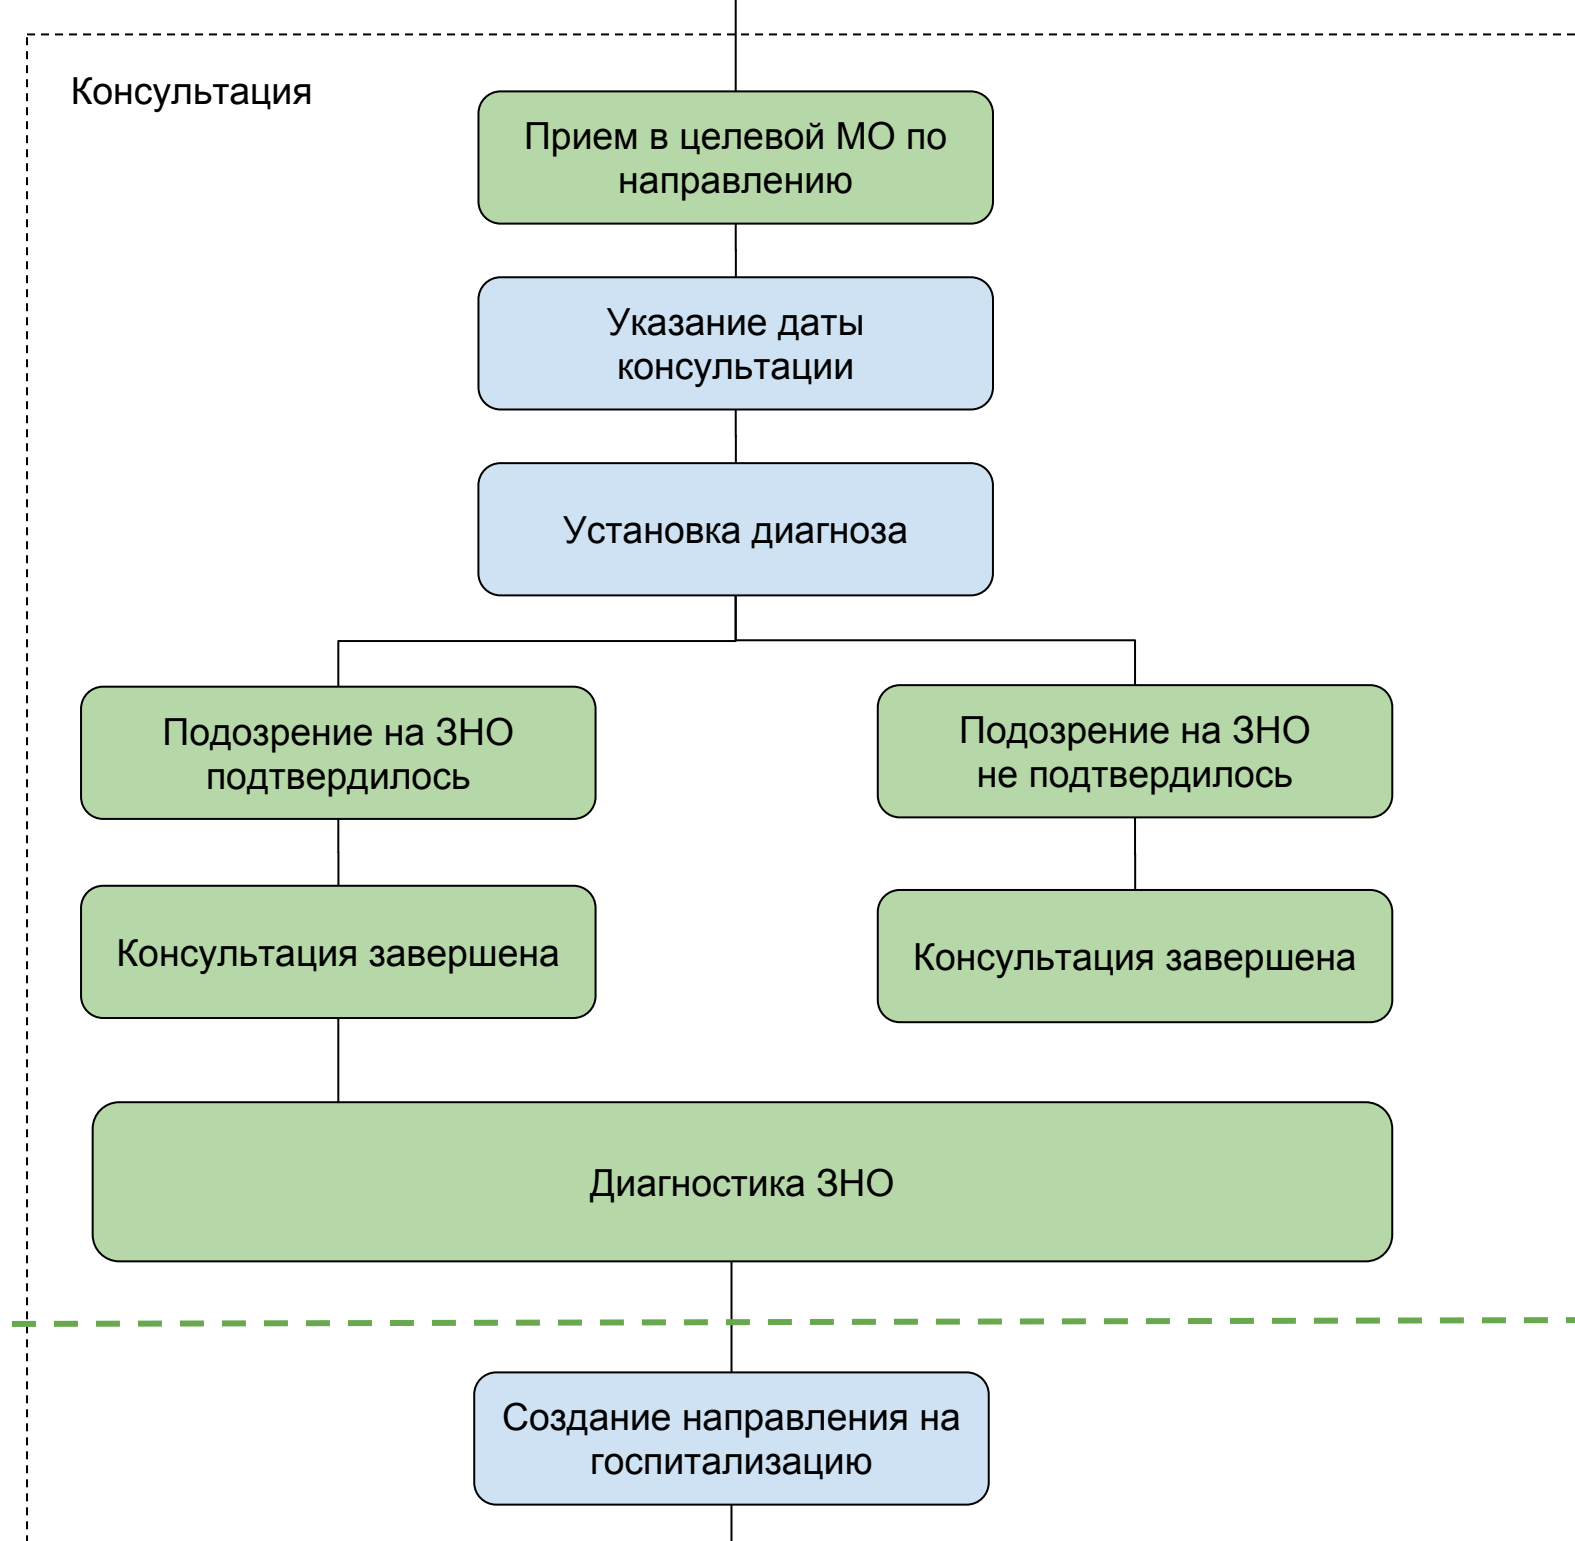 Консультация
Прием в целевой МО по
направлению
Указание даты
консультации
Установка диагноза
Подозрение на ЗНО
подтвердилось
Подозрение на ЗНО
не подтвердилось
Консультация завершена
Консультация завершена
Диагностика ЗНО
Создание направления на
госпитализацию